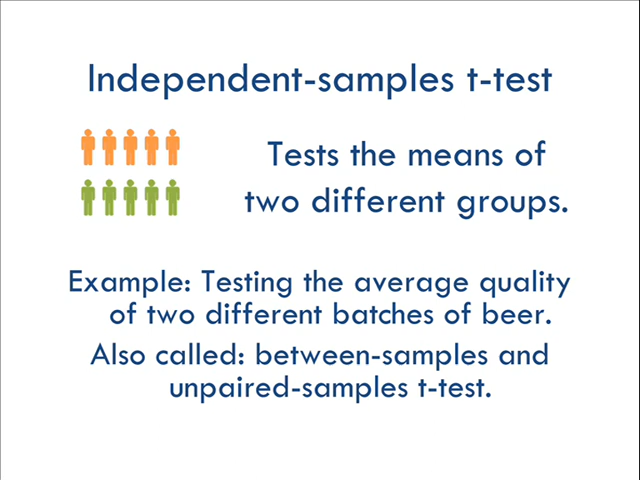 Independent-samples t-test
Tests the means of
two different groups.
Example: Testing the average quality
of two different batches of beer.
Also called: between-samples and
unpaired-samples t-test.